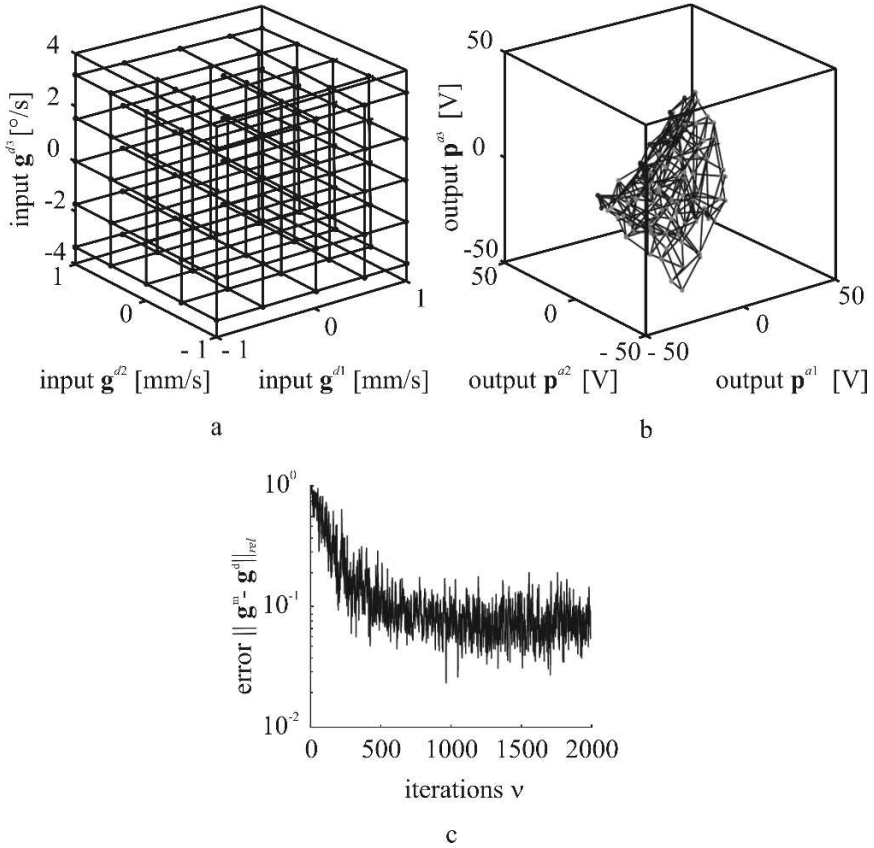 4
2
0
-2
-4
input g^d3 [°/s]
1
0
- 1
- 1
0
1
input g^d2 [mm/s]
input g^d1 [mm/s]
a
50
0
-50
output p^a3 [V]
50
0
- 50
- 50
0
50
output p^a2 [V]
output p^a1 [V]
b
10^0
10^-1
10^-2
error || g^m - g^d||_rel
0
500
1000
1500
2000
iterations ν
c